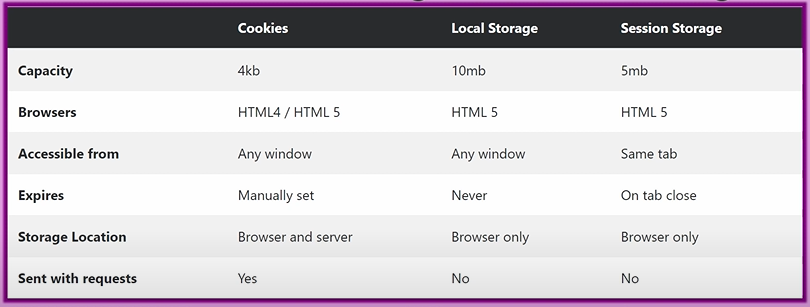 Cookies Local Storage Session Storage
Capacity 4kb 10mb 5mb
Browsers HTML4 / HTML 5 HTML 5 HTML 5
Accessible from Any window Any window Same tab
Expires Manually set Never On tab close
Storage Location Browser and server Browser only Browser only
Sent with requests Yes No No